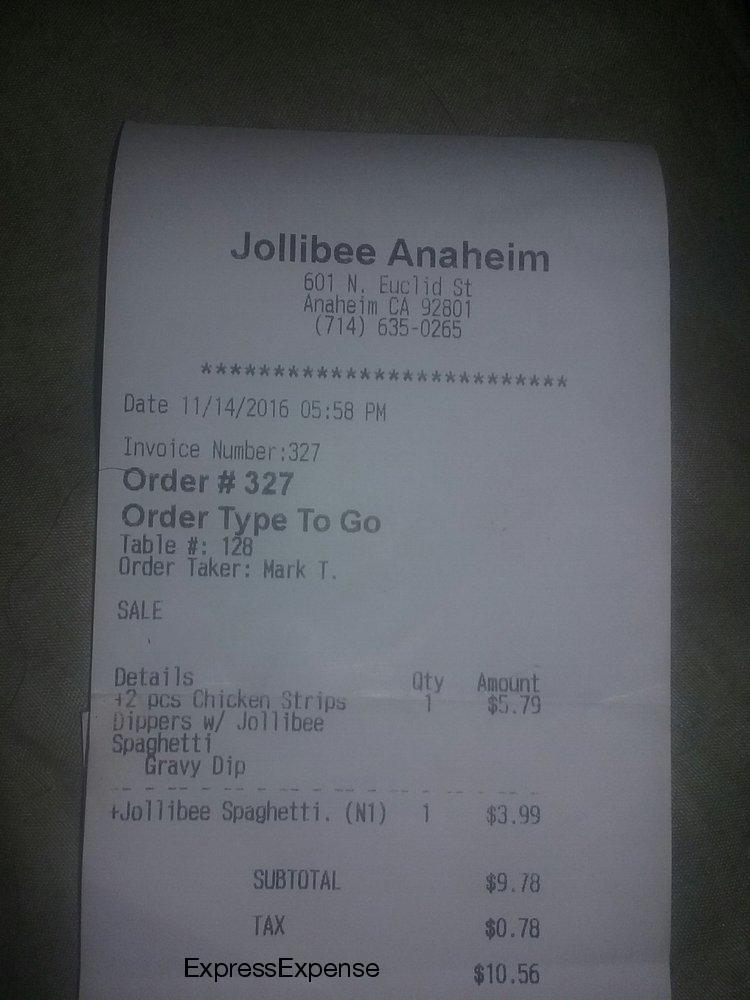 Jollibee Anaheim
601 N. Euclid St
Anaheim CA 92801
(714) 635-0265
**************************
Date 11/14/2016 05:58 PM
Invoice Number:327
Order # 327
Order Type To Go
Table #: 128
Order Taker: Mark T.
SALE
Details Qty Amount
+2 pcs Chicken Strips 1 $5.79
Dippers w/ Jollibee
Spaghetti
Gravy Dip
+Jollibee Spaghetti. (N1) 1 $3.99
SUBTOTAL $9.78
TAX $0.78
ExpressExpense $10.56